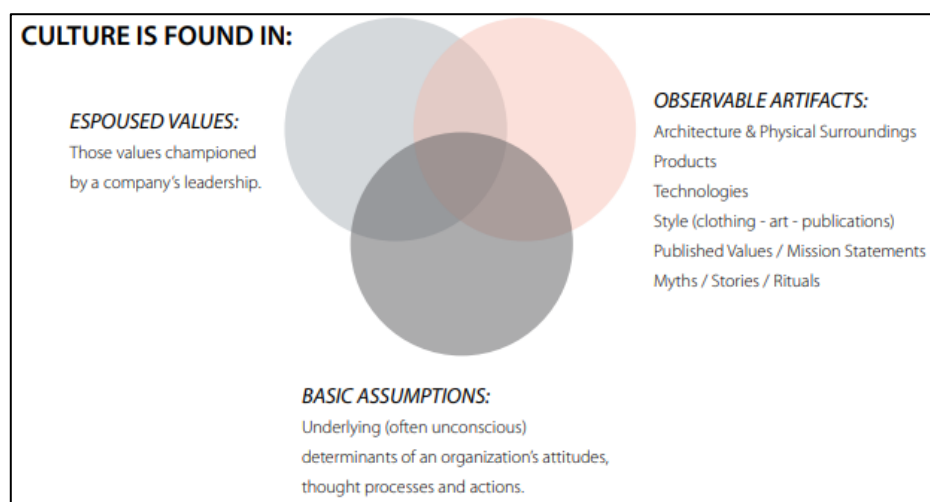 CULTURE IS FOUND IN:
ESPOUSED VALUES:
Those values championed
by a company's leadership.
OBSERVABLE ARTIFACTS:
Architecture & Physical Surroundings
Products
Technologies
Style (clothing - art - publications)
Published Values / Mission Statements
Myths / Stories / Rituals
BASIC ASSUMPTIONS:
Underlying (often unconscious)
determinants of an organization's attitudes,
thought processes and actions.